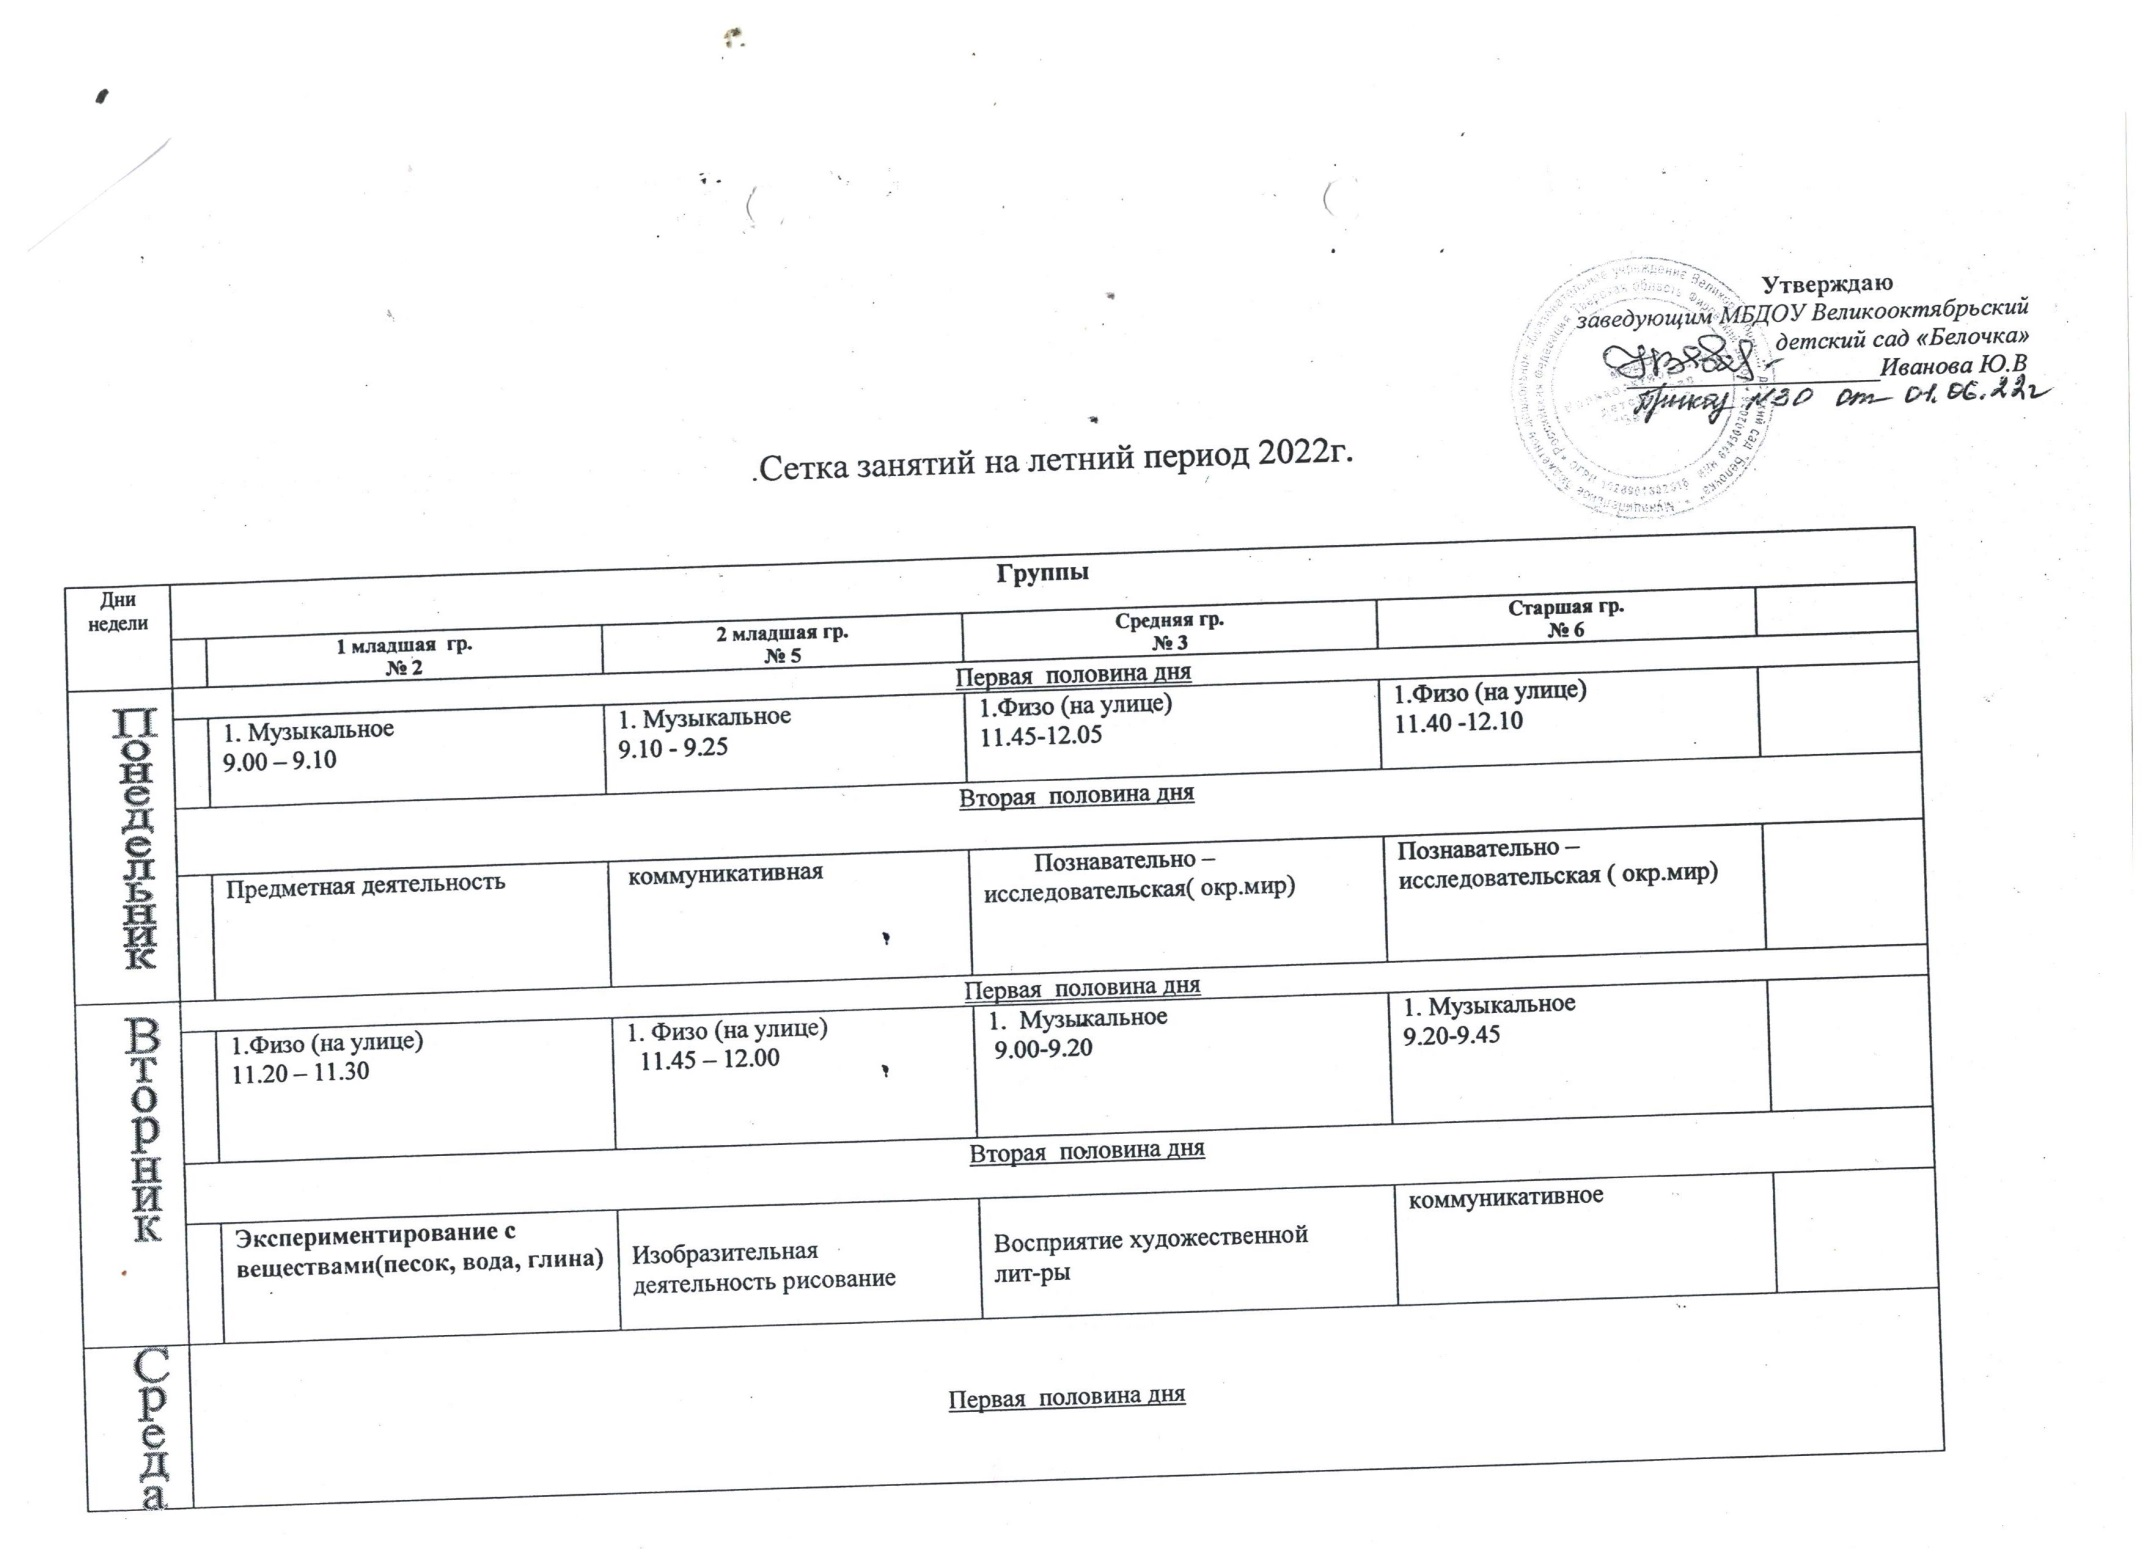 Утверждаю
заведующим МБДОУ Великооктябрьский
детский сад «Белочка»
Иванова Ю.В
№30 от 01.06.22г
.Сетка занятий на летний период 2022г.
Дни
недели
Группы
1 младшая гр.
№ 2
2 младшая гр.
№ 5
Средняя гр.
№ 3
Старшая гр.
№ 6
Понедельник
Первая половина дня
1. Музыкальное
9.00 – 9.10
1. Музыкальное
9.10 - 9.25
1.Физо (на улице)
11.45-12.05
1.Физо (на улице)
11.40 -12.10
Вторая половина дня
Предметная деятельность
коммуникативная
Познавательно –
исследовательская( окр.мир)
Познавательно –
исследовательская ( окр.мир)
Вторник
Первая половина дня
1.Физо (на улице)
11.20 – 11.30
1. Физо (на улице)
11.45 – 12.00
1. Музыкальное
9.00-9.20
1. Музыкальное
9.20-9.45
Вторая половина дня
Экспериментирование с
веществами(песок, вода, глина)
Изобразительная
деятельность рисование
Восприятие художественной
лит-ры
коммуникативное
Среда
Первая половина дня